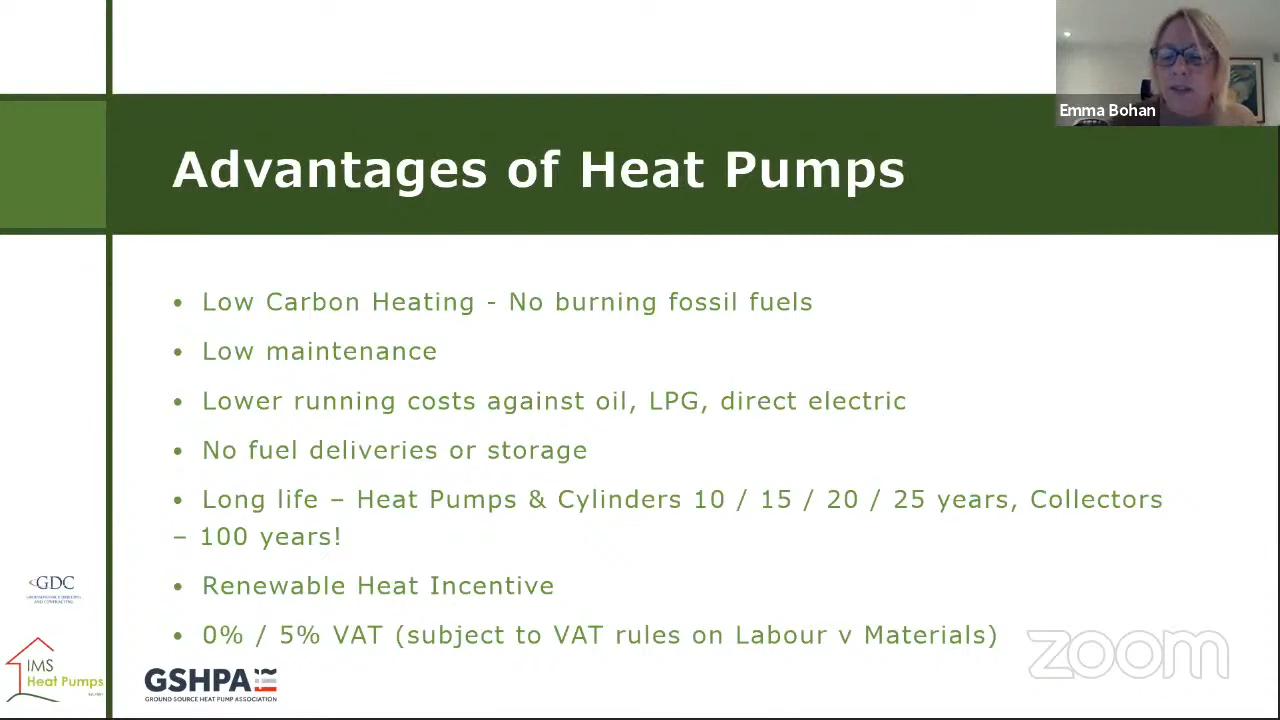 Emma Bohan
Advantages of Heat Pumps
• Low Carbon Heating - No burning fossil fuels
• Low maintenance
• Lower running costs against oil, LPG, direct electric
• No fuel deliveries or storage
• Long life – Heat Pumps & Cylinders 10 / 15 / 20 / 25 years, Collectors
– 100 years!
• Renewable Heat Incentive
• 0% / 5% VAT (subject to VAT rules on Labour v Materials)
GDC
IMS
Heat Pumps
GSHPA
GROUND SOURCE HEAT PUMP ASSOCIATION
zoom